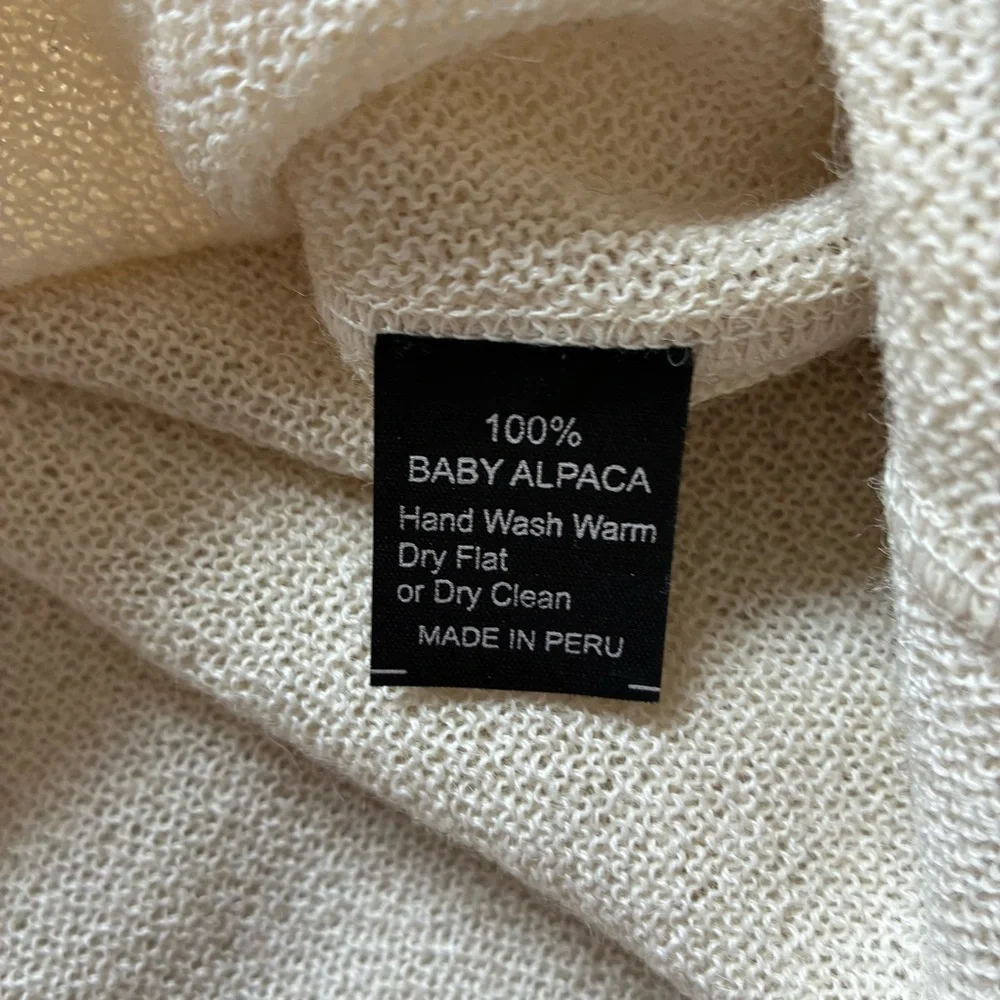 100%
BABY ALPACA
Hand Wash Warm
Dry Flat
or Dry Clean
MADE IN PERU